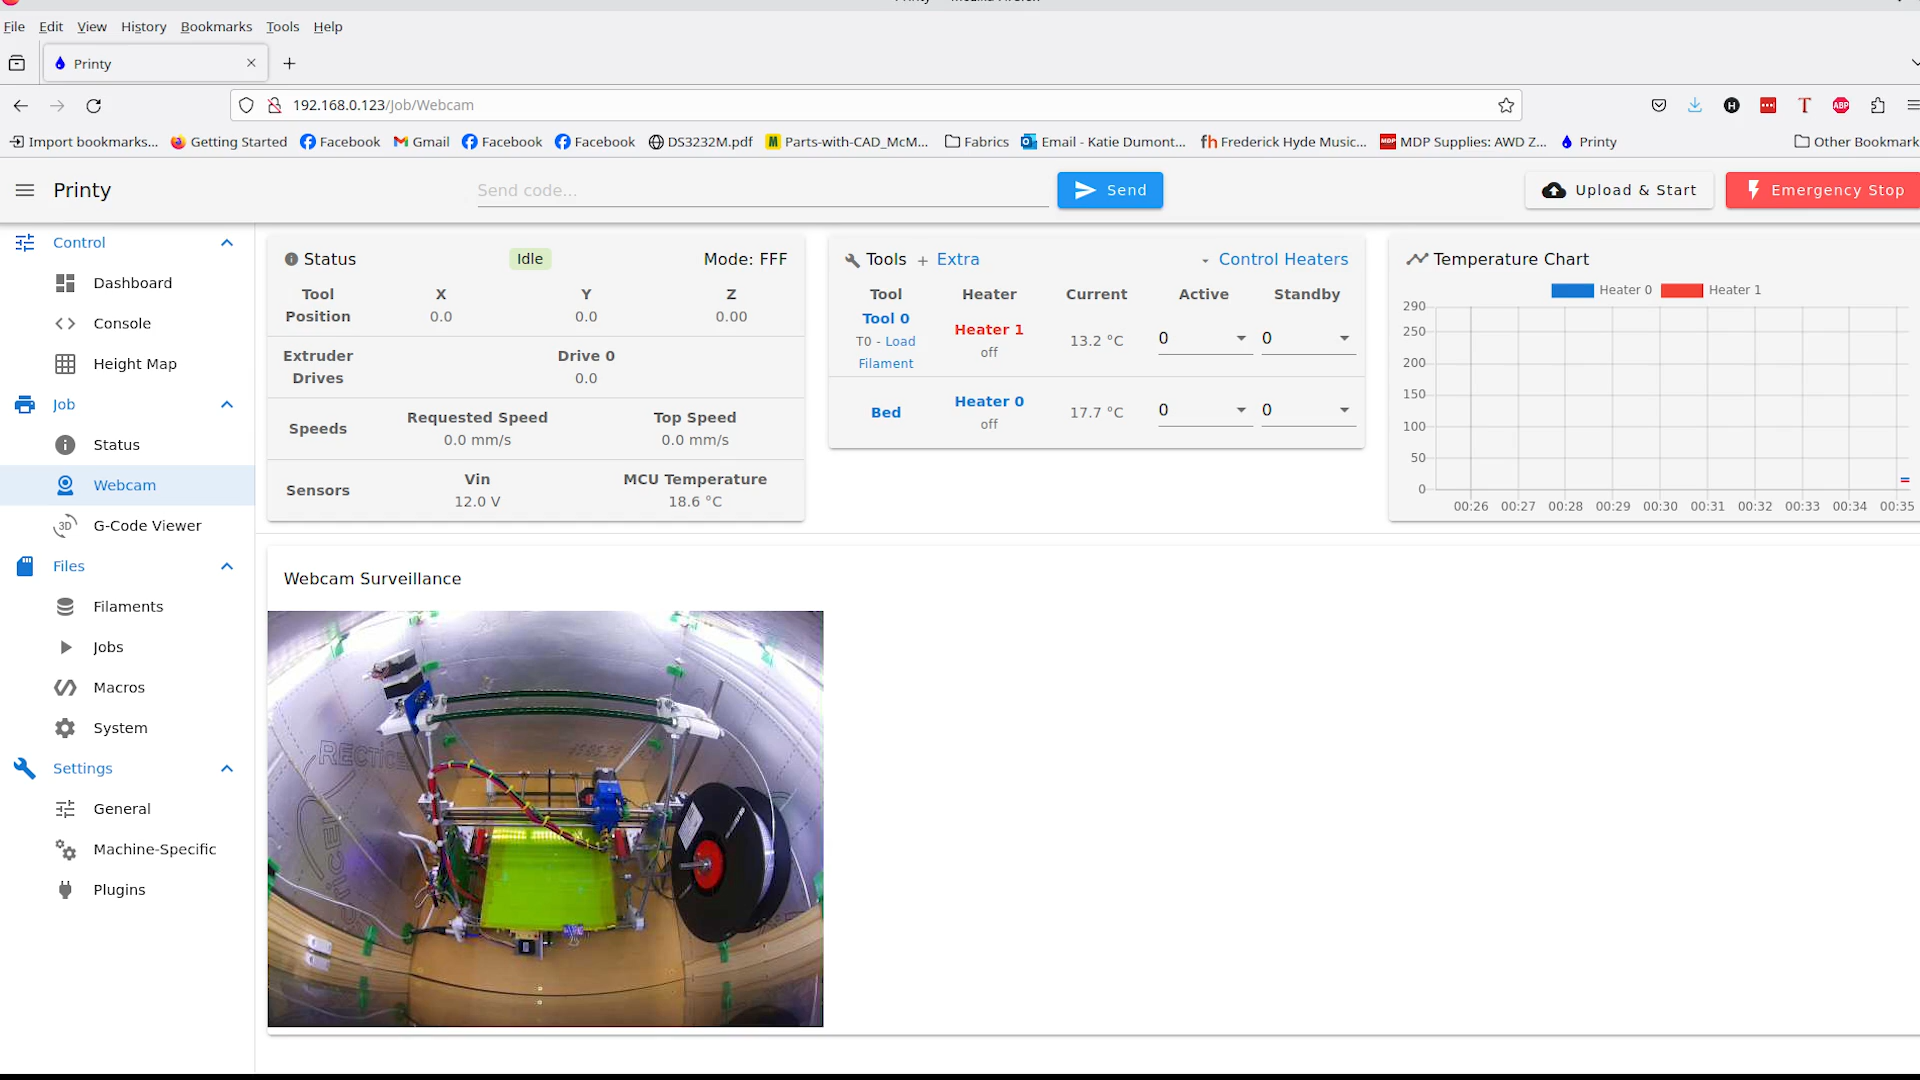 File Edit View History Bookmarks Tools Help
Printy
192.168.0.123/Job/Webcam
Import bookmarks... Getting Started Facebook Gmail Facebook Facebook DS3232M.pdf Parts-with-CAD_McM... Fabrics Email - Katie Dumont... Frederick Hyde Music... MDP Supplies: AWD Z... Printy Other Bookmark
Printy Send code... Send Upload & Start Emergency Stop
Control
Dashboard
Console
Height Map
Job
Status
Webcam
G-Code Viewer
Files
Filaments
Jobs
Macros
System
Settings
General
Machine-Specific
Plugins
Status Idle Mode: FFF
Tool Position X Y Z
0.0 0.0 0.00
Extruder Drives Drive 0
0.0
Speeds Requested Speed Top Speed
0.0 mm/s 0.0 mm/s
Sensors Vin MCU Temperature
12.0 V 18.6 °C
Tools + Extra Control Heaters
Tool Heater Current Active Standby
Tool 0 Heater 1 13.2 °C 0 0
T0 - Load off
Filament
Bed Heater 0 17.7 °C 0 0
off
Temperature Chart
Heater 0 Heater 1
290
250
200
150
100
50
0
00:26 00:27 00:28 00:29 00:30 00:31 00:32 00:33 00:34 00:35
Webcam Surveillance
RECTICEL